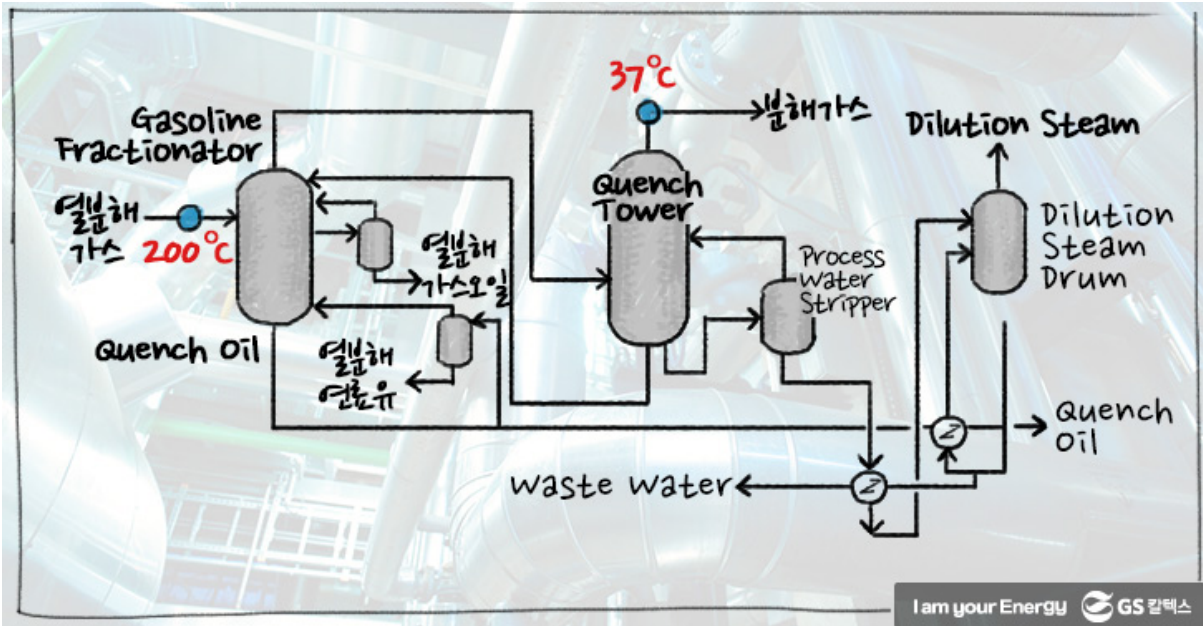 37℃
분해가스
Gasoline
Fractionator
Dilution Steam
열분해
가스
200℃
Quench
Tower
Dilution
Steam
Drum
열분해
가스오일
Process
Water
Stripper
Quench Oil
열분해
연료유
Quench
Oil
Z
Waste Water
Z
I am your Energy GS 칼텍스